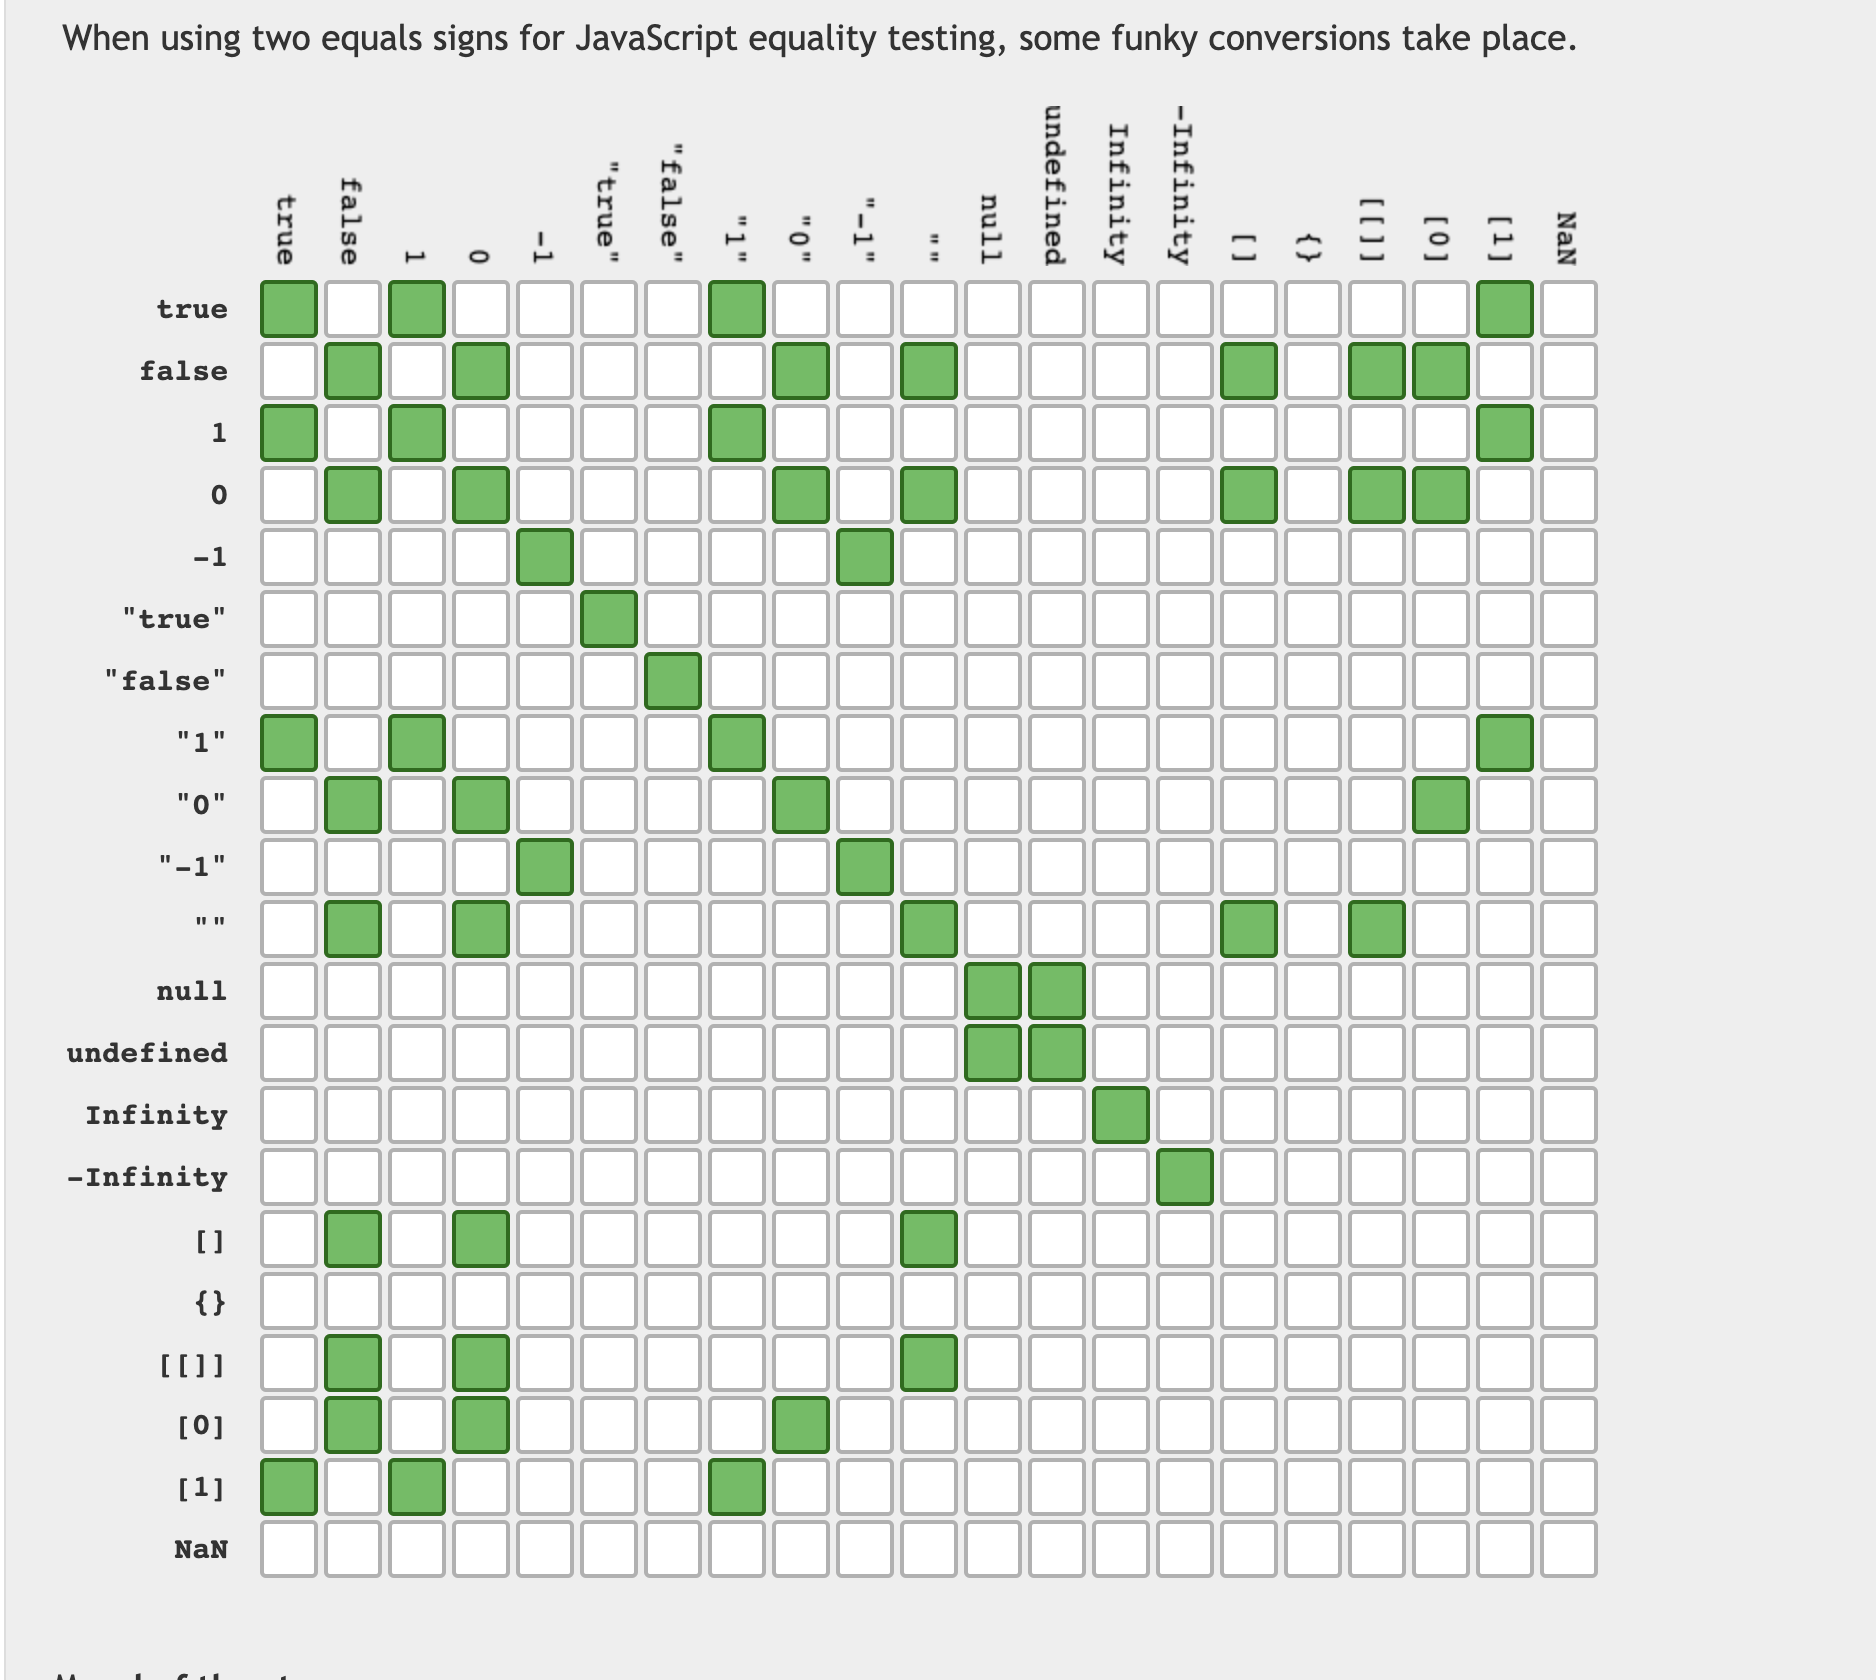 When using two equals signs for JavaScript equality testing, some funky conversions take place.
true
false
1
0
-1
"true"
"false"
"1"
"0"
"-1"
""
null
undefined
Infinity
-Infinity
[]
{}
[[]]
[0]
[1]
NaN
true
false
1
0
-1
"true"
"false"
"1"
"0"
"-1"
""
null
undefined
Infinity
-Infinity
[]
{}
[[]]
[0]
[1]
NaN